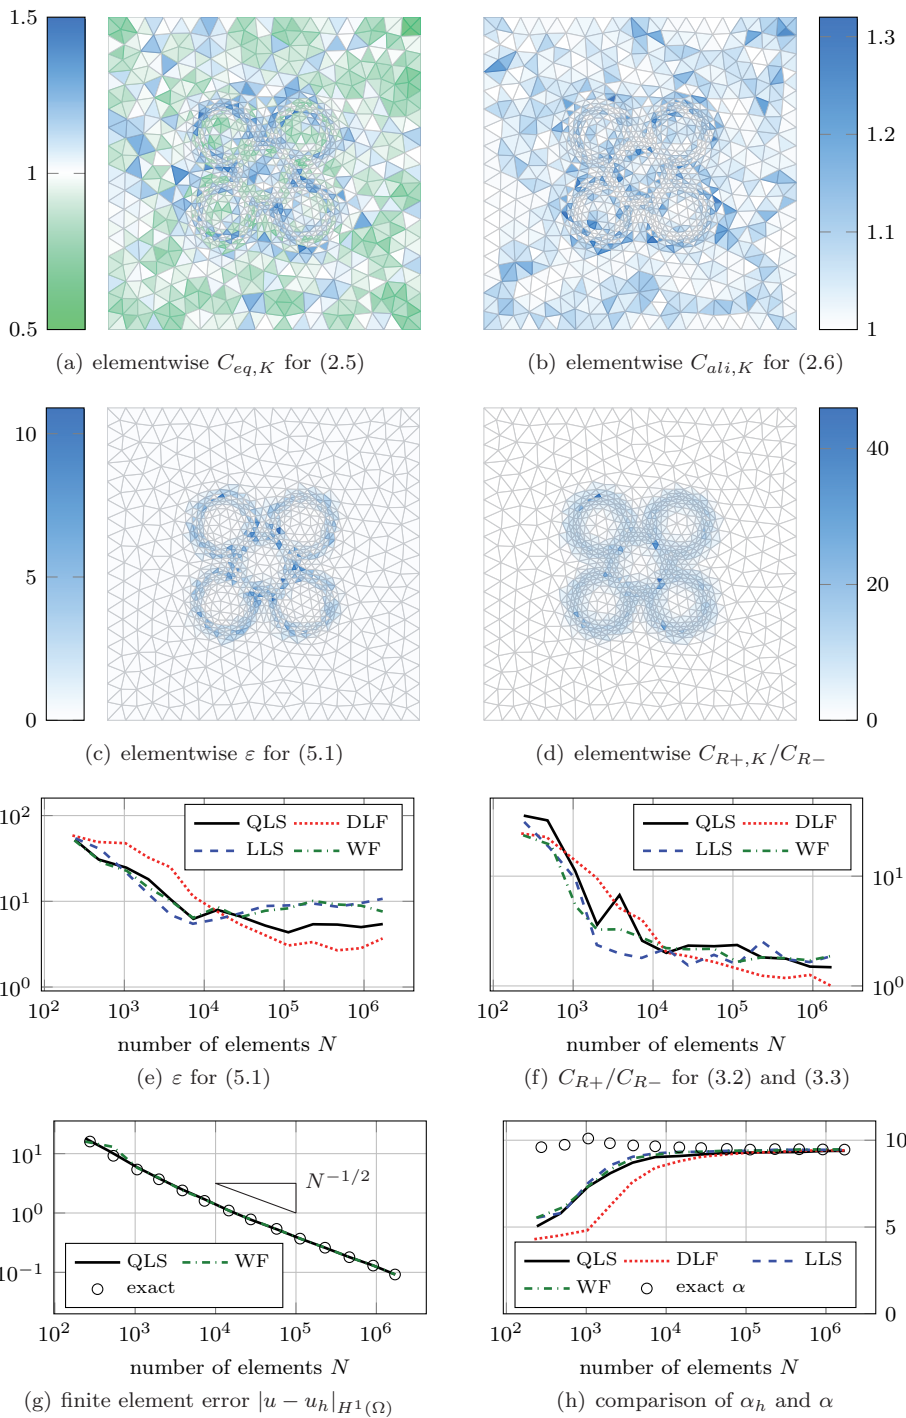 1.5
1
0.5
1.3
1.2
1.1
1
(a) elementwise C_{eq,K} for (2.5)
(b) elementwise C_{ali,K} for (2.6)
10
5
0
40
20
0
(c) elementwise ε for (5.1)
(d) elementwise C_{R+,K}/C_{R−}
10^2
10^1
10^0
QLS DLF
LLS WF
10^2 10^3 10^4 10^5 10^6
number of elements N
(e) ε for (5.1)
QLS DLF
LLS WF
10^1
10^0
10^2 10^3 10^4 10^5 10^6
number of elements N
(f) C_{R+}/C_{R−} for (3.2) and (3.3)
10^1
10^0
10^{−1}
N^{−1/2}
QLS WF
exact
10^2 10^3 10^4 10^5 10^6
number of elements N
(g) finite element error |u − u_h|_{H^1(Ω)}
10
5
0
QLS DLF LLS
WF exact α
10^2 10^3 10^4 10^5 10^6
number of elements N
(h) comparison of α_h and α